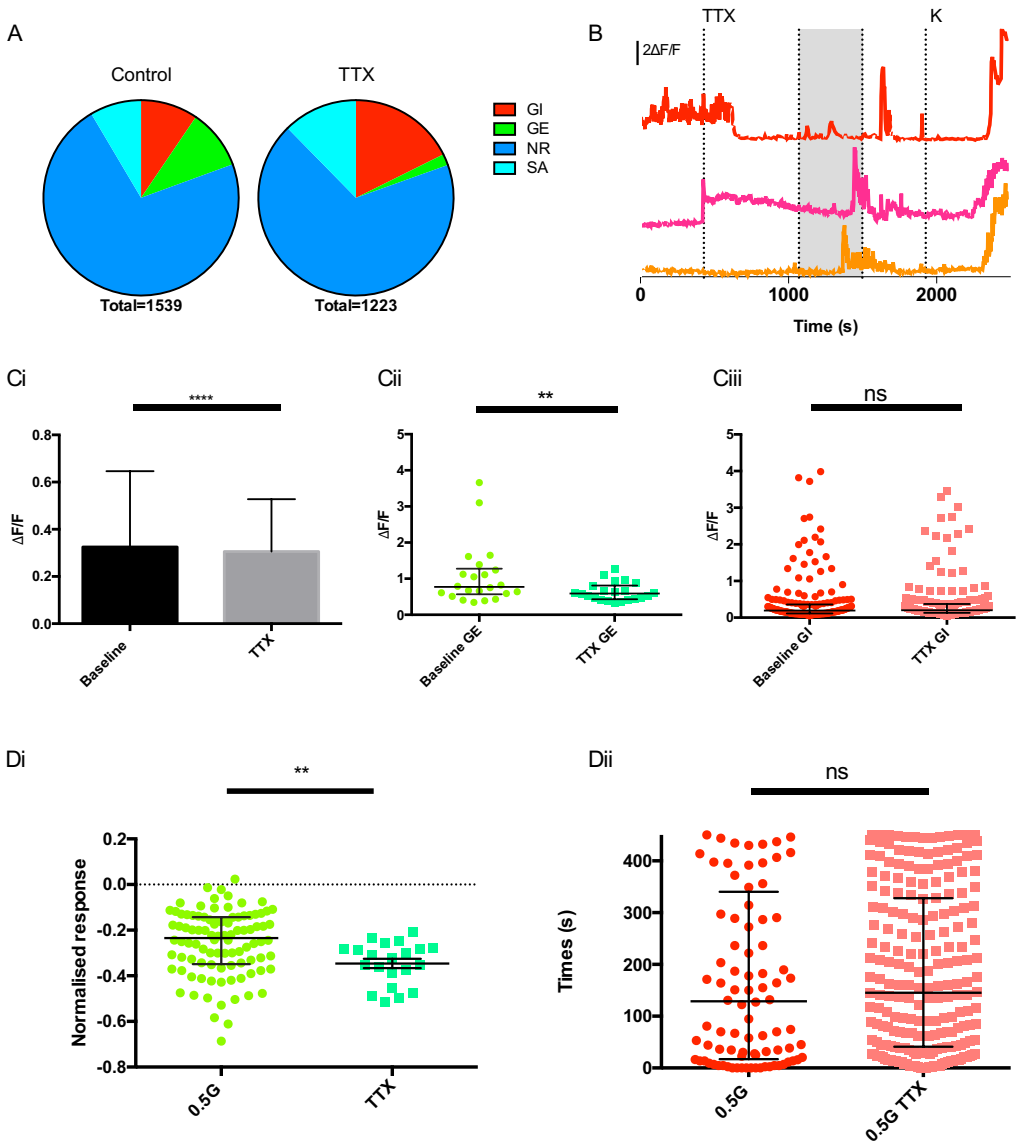 A
Control
TTX
GI
GE
NR
SA
Total=1539
Total=1223
B
2ΔF/F
TTX
K
0
1000
2000
Time (s)
Ci
****
0.8
0.6
0.4
0.2
0.0
ΔF/F
Baseline
TTX
Cii
**
5
4
3
2
1
0
ΔF/F
Baseline GE
TTX GE
Ciii
ns
5
4
3
2
1
0
ΔF/F
Baseline GI
TTX GI
Di
**
0.2
0.0
-0.2
-0.4
-0.6
-0.8
Normalised response
0.5G
TTX
Dii
ns
400
300
200
100
0
Times (s)
0.5G
0.5G TTX